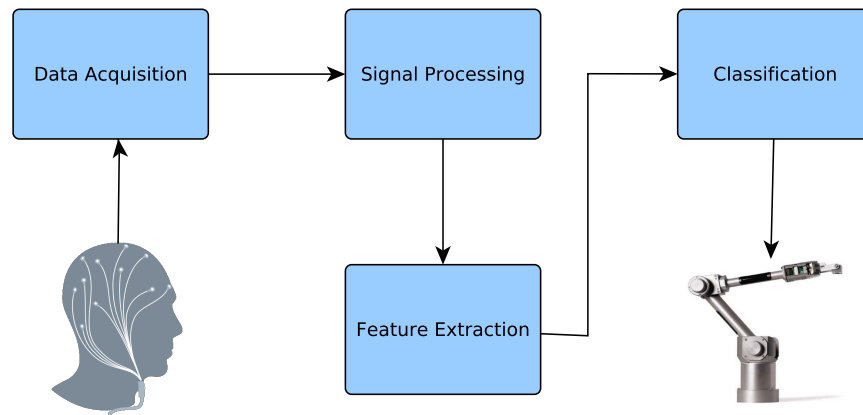 Data Acquisition
Signal Processing
Classification
Feature Extraction